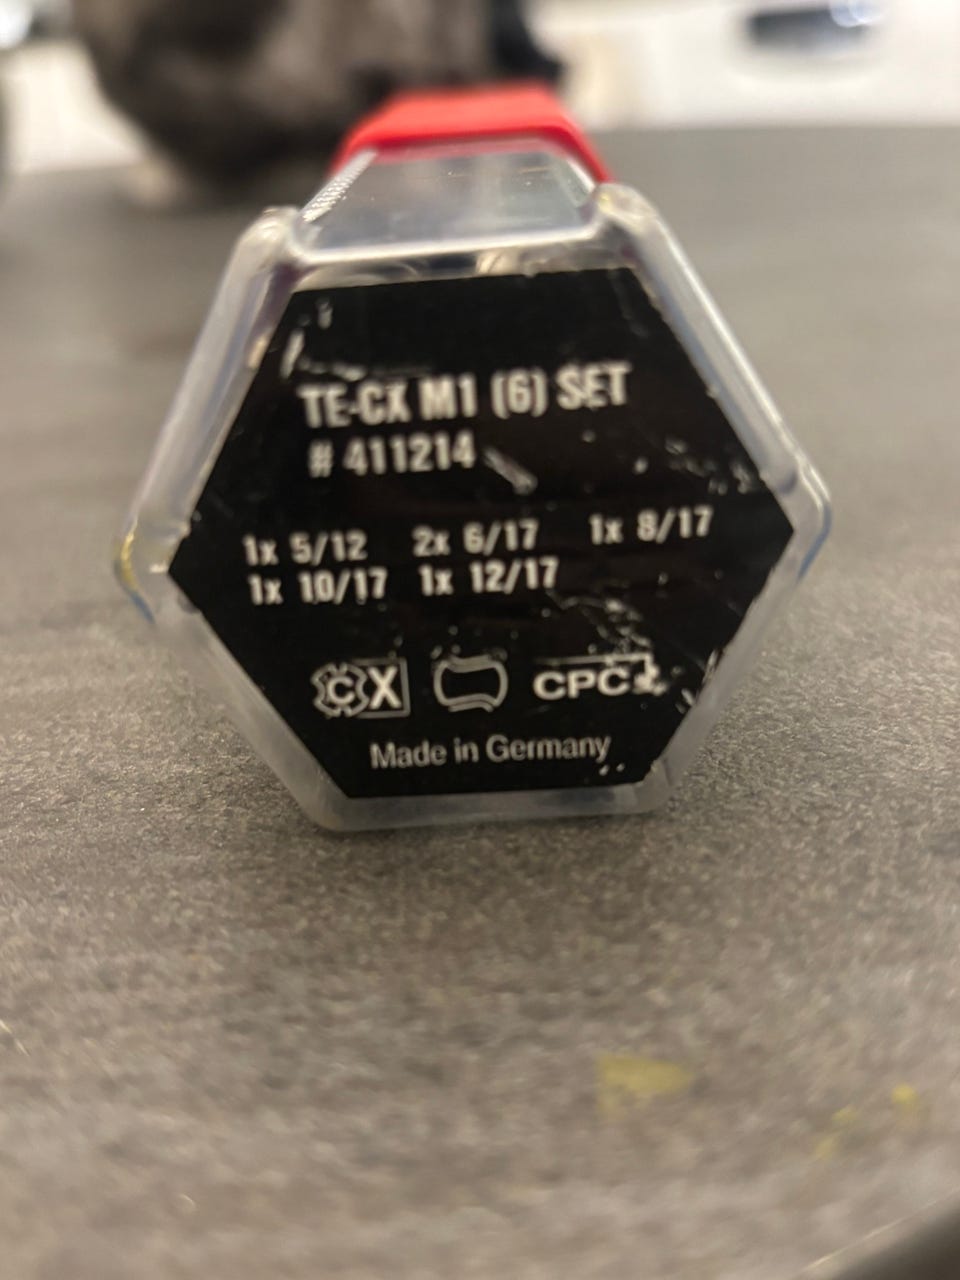 TE-CX M1 (6) SET
# 411214
1x 5/12 2x 6/17 1x 8/17
1x 10/17 1x 12/17
CX CPC
Made in Germany